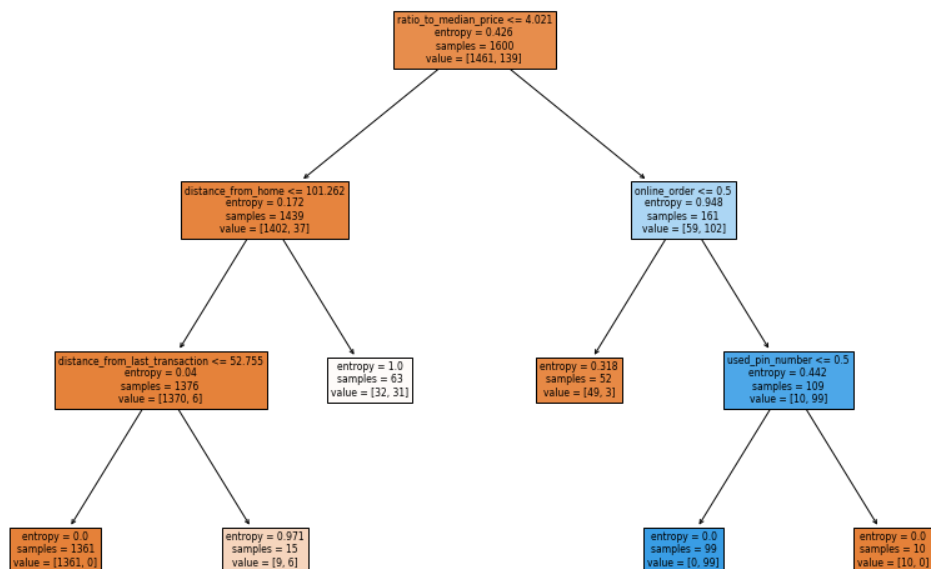 ratio_to_median_price <= 4.021
entropy = 0.426
samples = 1600
value = [1461, 139]
distance_from_home <= 101.262
entropy = 0.172
samples = 1439
value = [1402, 37]
online_order <= 0.5
entropy = 0.948
samples = 161
value = [59, 102]
distance_from_last_transaction <= 52.755
entropy = 0.04
samples = 1376
value = [1370, 6]
entropy = 1.0
samples = 63
value = [32, 31]
entropy = 0.318
samples = 52
value = [49, 3]
used_pin_number <= 0.5
entropy = 0.442
samples = 109
value = [10, 99]
entropy = 0.0
samples = 1361
value = [1361, 0]
entropy = 0.971
samples = 15
value = [9, 6]
entropy = 0.0
samples = 99
value = [0, 99]
entropy = 0.0
samples = 10
value = [10, 0]